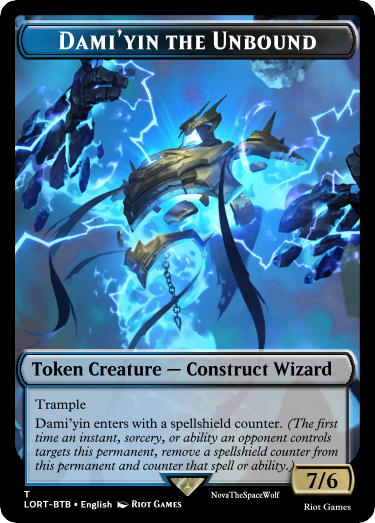 Dami'yin the Unbound
Token Creature — Construct Wizard
Trample
Dami'yin enters with a spellshield counter. (The first
time an instant, sorcery, or ability an opponent controls
targets this permanent, remove a spellshield counter from
this permanent and counter that spell or ability.)
7/6
T
LORT-BTB • English Riot Games
NovaTheSpaceWolf
Riot Games